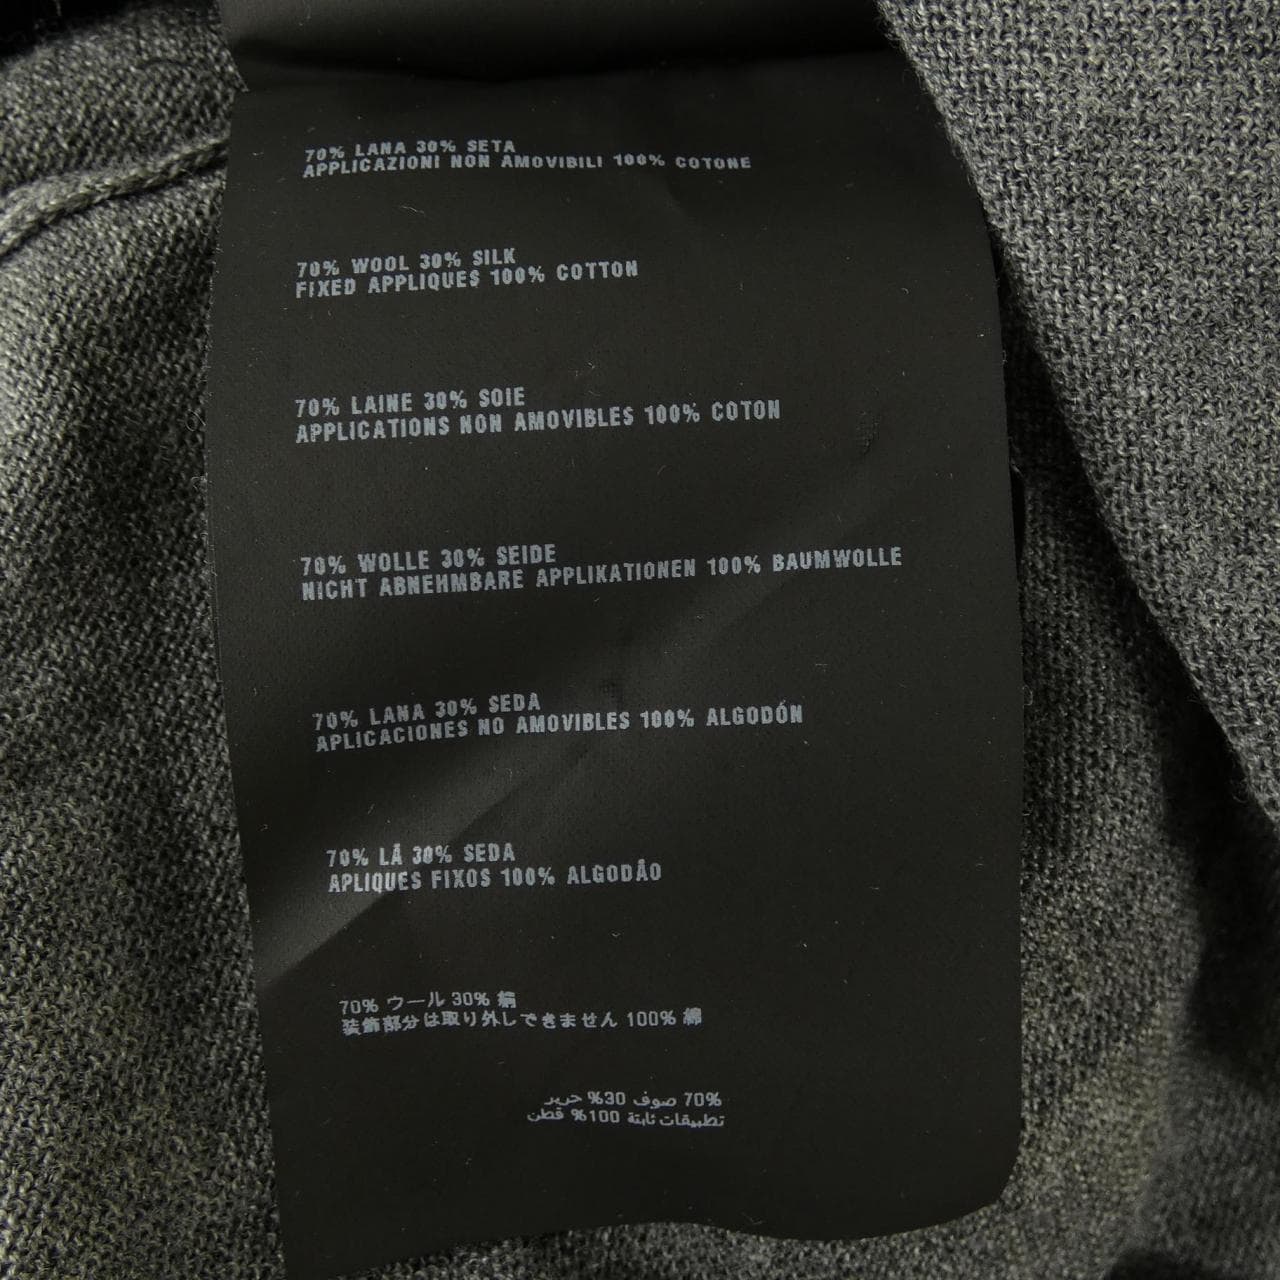 70% LANA 30% SETA
APPLICAZIONI NON AMOVIBILI 100% COTONE
70% WOOL 30% SILK
FIXED APPLIQUES 100% COTTON
70% LAINE 30% SOIE
APPLICATIONS NON AMOVIBLES 100% COTON
70% WOLLE 30% SEIDE
NICHT ABNEHMBARE APPLIKATIONEN 100% BAUMWOLLE
70% LANA 30% SEDA
APLICACIONES NO AMOVIBLES 100% ALGODÓN
70% LÃ 30% SEDA
APLIQUES FIXOS 100% ALGODÃO
70% ウール 30% 絹
装飾部分は取り外しできません 100% 綿
70% صوف 30% حرير
تطبيقات ثابتة 100% قطن